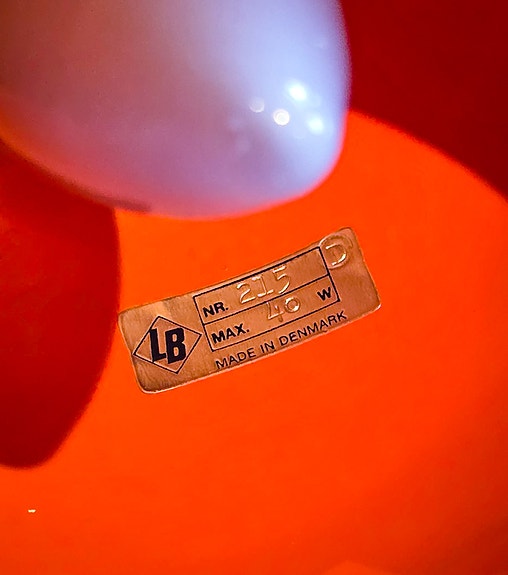 NR. 215
MAX. 40 W
MADE IN DENMARK
LB
D